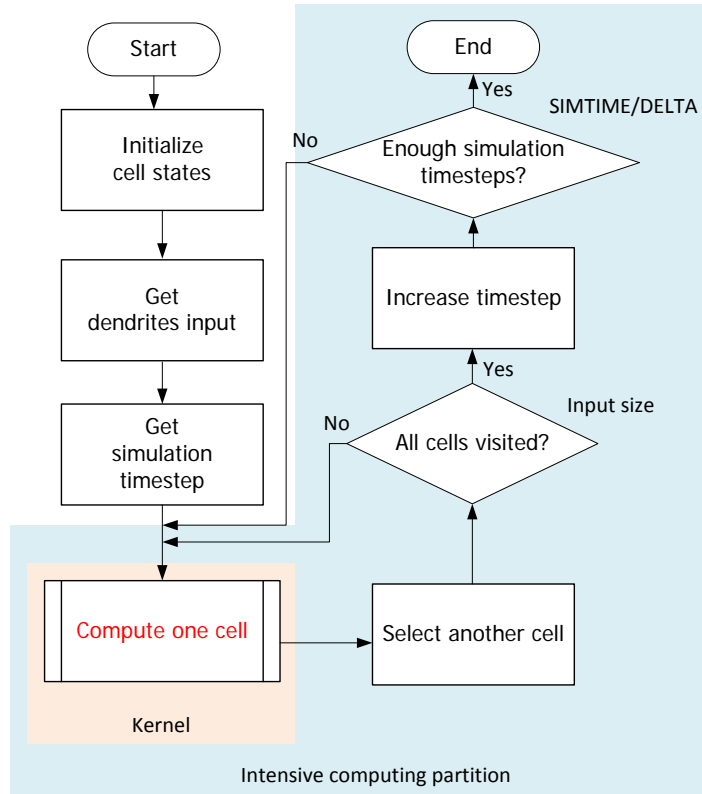 Start
Initialize
cell states
Get
dendrites input
Get
simulation
timestep
Compute one cell
Kernel
Select another cell
All cells visited?
No
Yes
Input size
Increase timestep
Enough simulation
timesteps?
No
Yes
SIMTIME/DELTA
End
Intensive computing partition